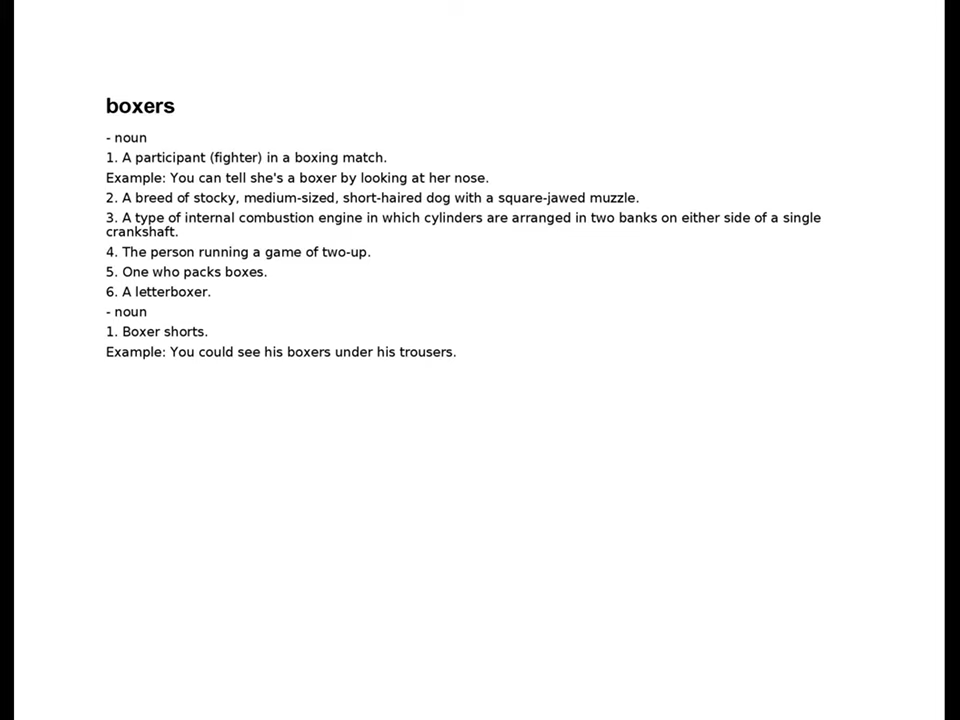 boxers
- noun
1. A participant (fighter) in a boxing match.
Example: You can tell she's a boxer by looking at her nose.
2. A breed of stocky, medium-sized, short-haired dog with a square-jawed muzzle.
3. A type of internal combustion engine in which cylinders are arranged in two banks on either side of a single
crankshaft.
4. The person running a game of two-up.
5. One who packs boxes.
6. A letterboxer.
- noun
1. Boxer shorts.
Example: You could see his boxers under his trousers.